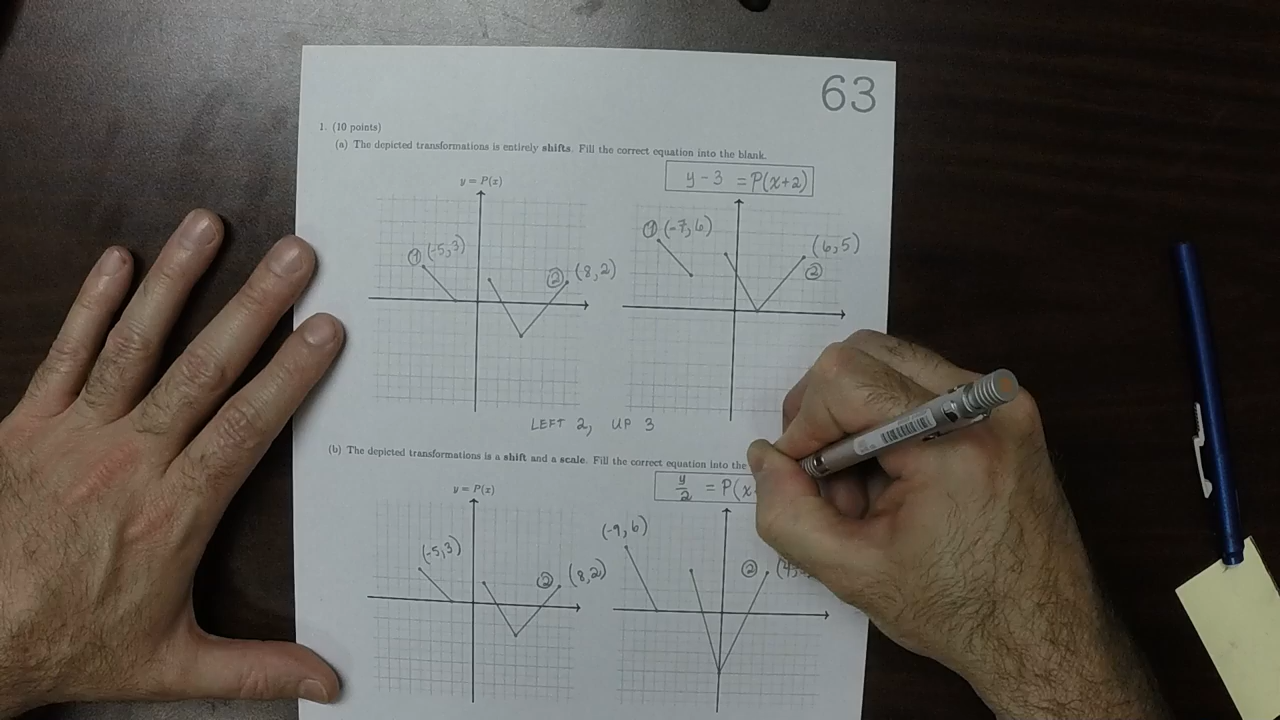 63
1. (10 points)
(a) The depicted transformations is entirely shifts. Fill the correct equation into the blank.
y = P(x)
y - 3 = P(x+2)
① (-5,3)
② (8,2)
① (-7,6)
(6,5)
②
LEFT 2, UP 3
(b) The depicted transformations is a shift and a scale. Fill the correct equation into the
y = P(x)
y/2 = P(x
(-5,3)
② (8,2)
(-9,6)
② (4,